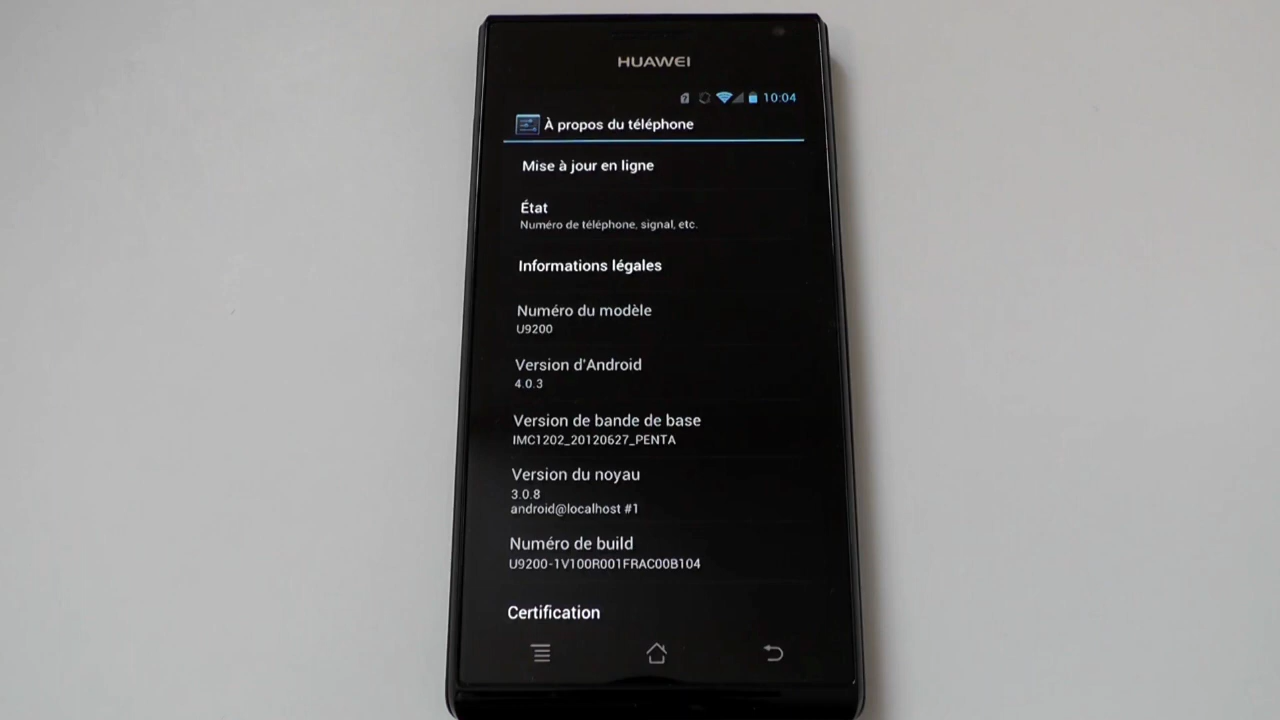 HUAWEI
10:04
À propos du téléphone
Mise à jour en ligne
État
Numéro de téléphone, signal, etc.
Informations légales
Numéro du modèle
U9200
Version d'Android
4.0.3
Version de bande de base
IMC1202_20120627_PENTA
Version du noyau
3.0.8
android@localhost #1
Numéro de build
U9200-1V100R001FRAC00B104
Certification